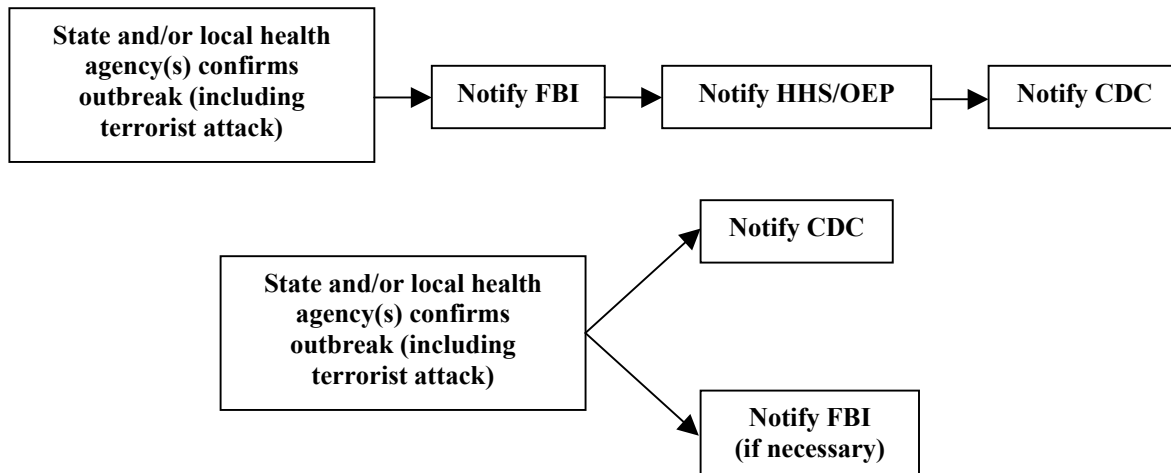 State and/or local health
agency(s) confirms
outbreak (including
terrorist attack)
Notify FBI
Notify HHS/OEP
Notify CDC
State and/or local health
agency(s) confirms
outbreak (including
terrorist attack)
Notify CDC
Notify FBI
(if necessary)